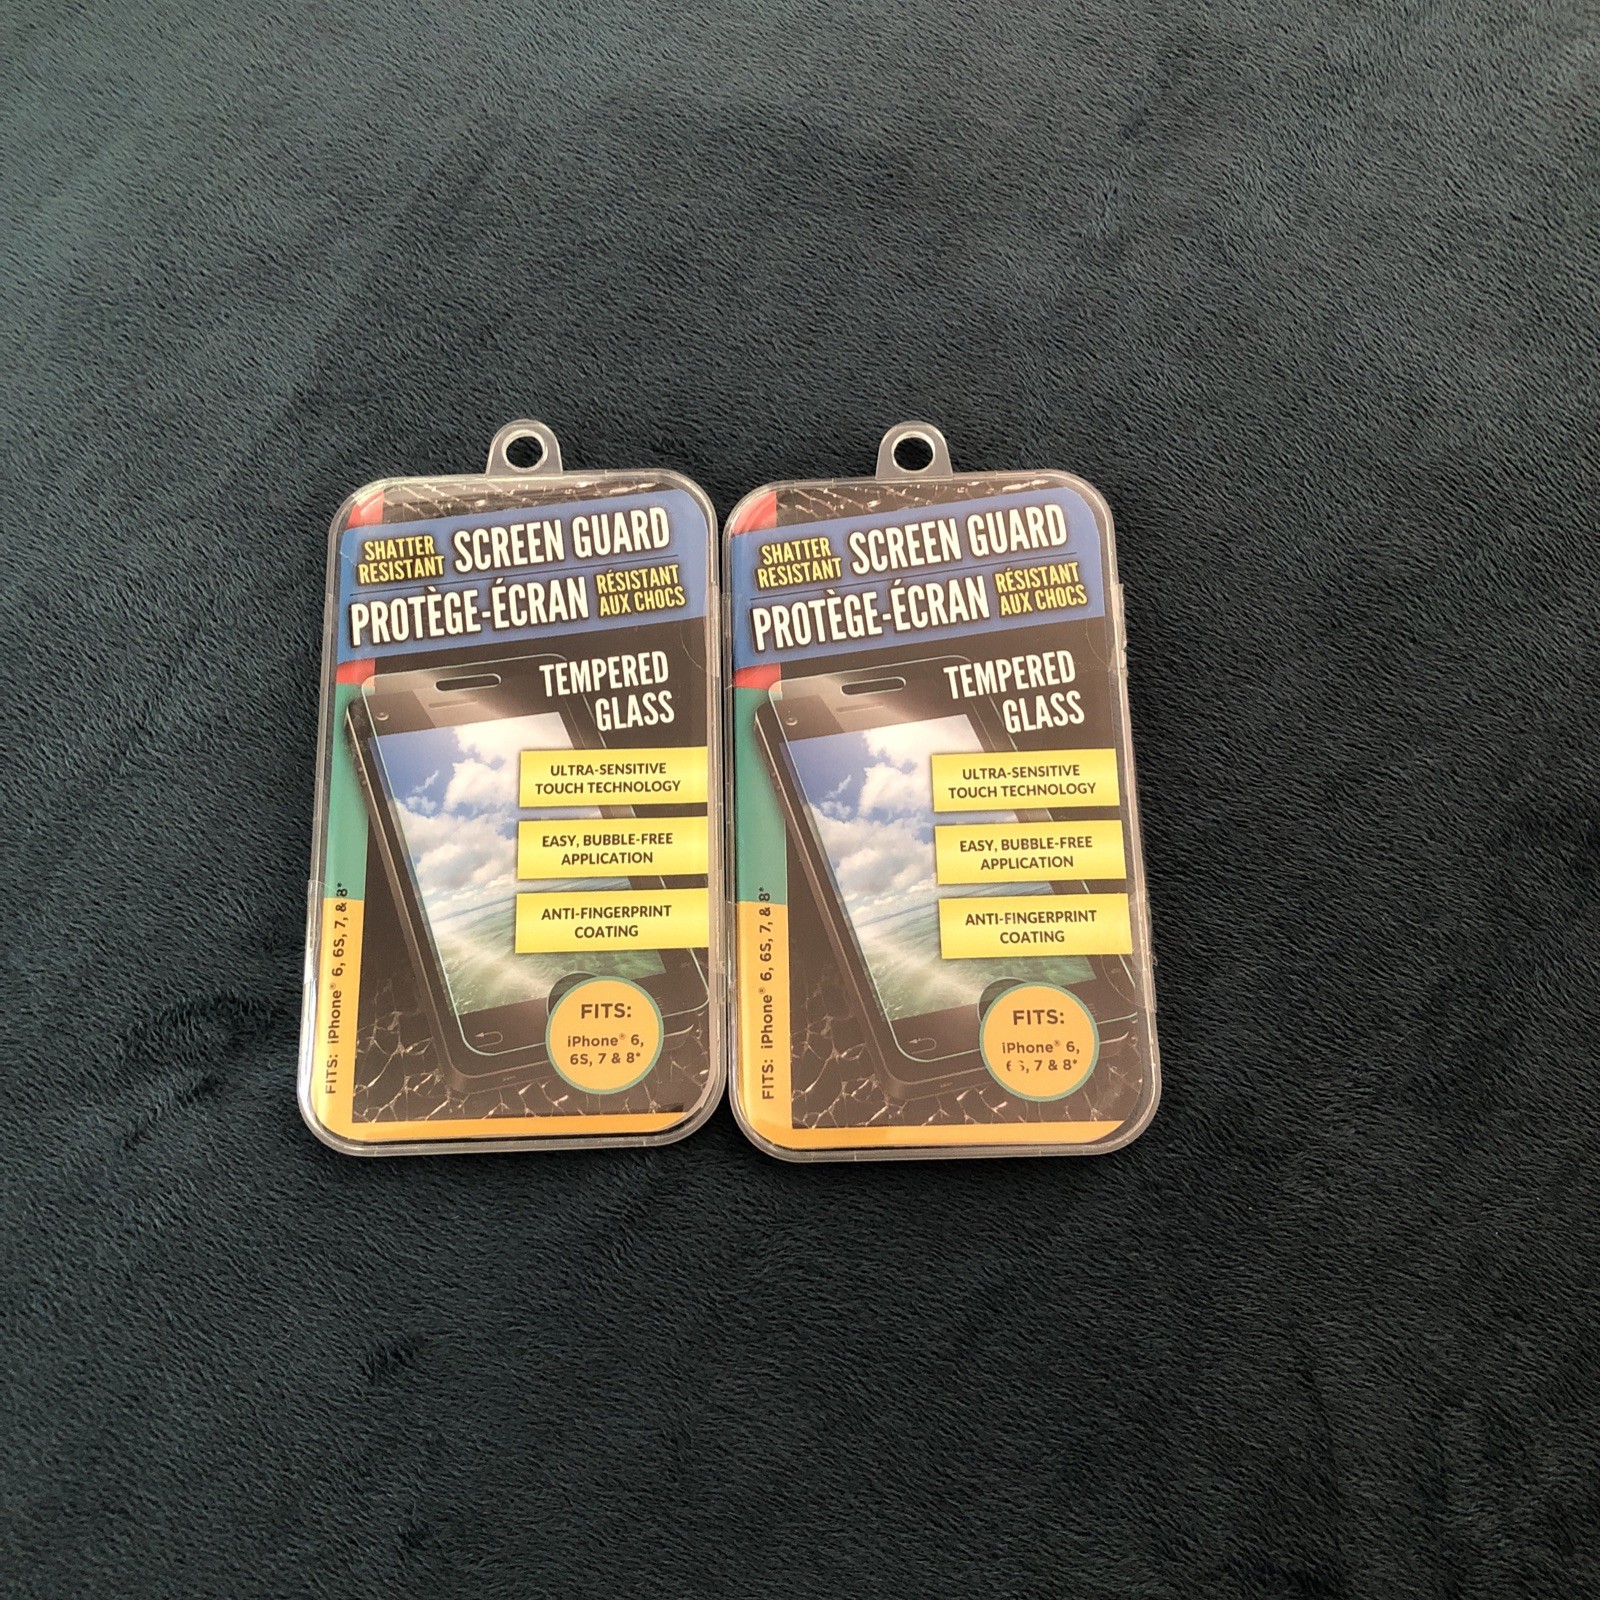 SHATTER
RESISTANT
SCREEN GUARD
PROTÈGE-ÉCRAN
RÉSISTANT
AUX CHOCS
TEMPERED
GLASS
ULTRA-SENSITIVE
TOUCH TECHNOLOGY
EASY, BUBBLE-FREE
APPLICATION
ANTI-FINGERPRINT
COATING
FITS:
iPhone® 6,
6S, 7 & 8*
FITS: iPhone® 6, 6S, 7, & 8*
SHATTER
RESISTANT
SCREEN GUARD
PROTÈGE-ÉCRAN
RÉSISTANT
AUX CHOCS
TEMPERED
GLASS
ULTRA-SENSITIVE
TOUCH TECHNOLOGY
EASY, BUBBLE-FREE
APPLICATION
ANTI-FINGERPRINT
COATING
FITS:
iPhone® 6,
6S, 7 & 8*
FITS: iPhone® 6, 6S, 7, & 8*